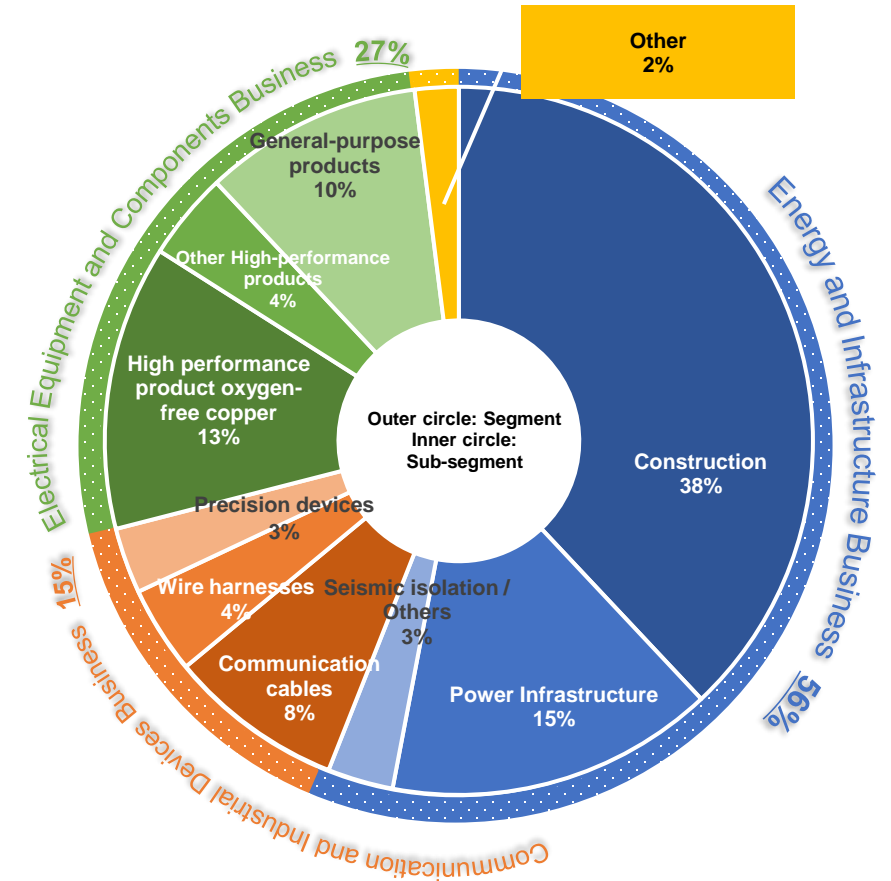 Other
2%
Energy and Infrastructure Business 56%
Construction
38%
Power Infrastructure
15%
Seismic isolation /
Others
3%
Communication and Industrial Devices Business 15%
Communication
cables
8%
Wire harnesses
4%
Precision devices
3%
Electrical Equipment and Components Business 27%
High performance
product oxygen-
free copper
13%
Other High-performance
products
4%
General-purpose
products
10%
Outer circle: Segment
Inner circle:
Sub-segment